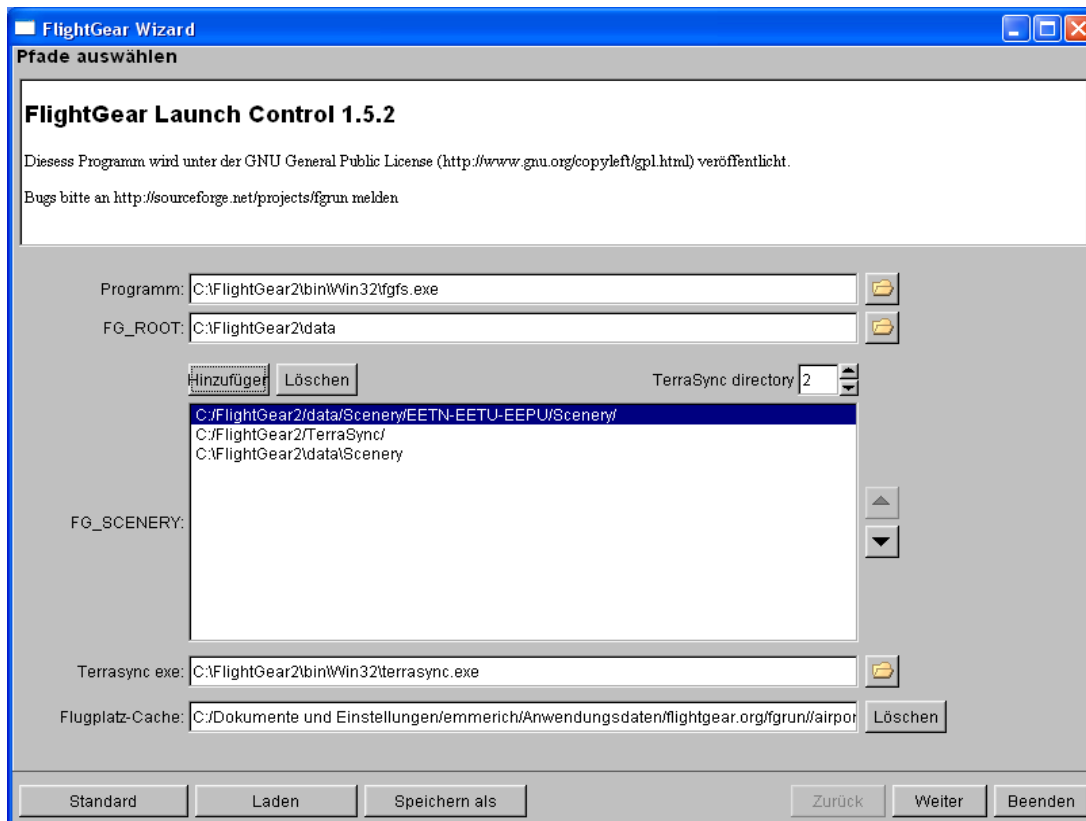 FlightGear Wizard
Pfade auswählen
FlightGear Launch Control 1.5.2
Diesess Programm wird unter der GNU General Public License (http://www.gnu.org/copyleft/gpl.html) veröffentlicht.
Bugs bitte an http://sourceforge.net/projects/fgrun melden
Programm: C:\FlightGear2\bin\Win32\fgfs.exe
FG_ROOT: C:\FlightGear2\data
Hinzufügen Löschen TerraSync directory 2
C:/FlightGear2/data/Scenery/EETN-EETU-EEPU/Scenery/
C:/FlightGear2/TerraSync/
C:\FlightGear2\data\Scenery
FG_SCENERY:
Terrasync exe: C:\FlightGear2\bin\Win32\terrasync.exe
Flugplatz-Cache: C:/Dokumente und Einstellungen/emmerich/Anwendungsdaten/flightgear.org/fgrun//airpor Löschen
Standard Laden Speichern als Zurück Weiter Beenden